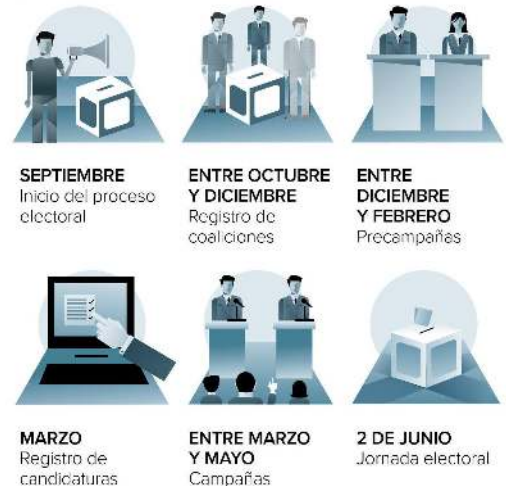 SEPTIEMBRE
Inicio del proceso
electoral
ENTRE OCTUBRE
Y DICIEMBRE
Registro de
coaliciones
ENTRE
DICIEMBRE
Y FEBRERO
Precampañas
MARZO
Registro de
candidaturas
ENTRE MARZO
Y MAYO
Campañas
2 DE JUNIO
Jornada electoral